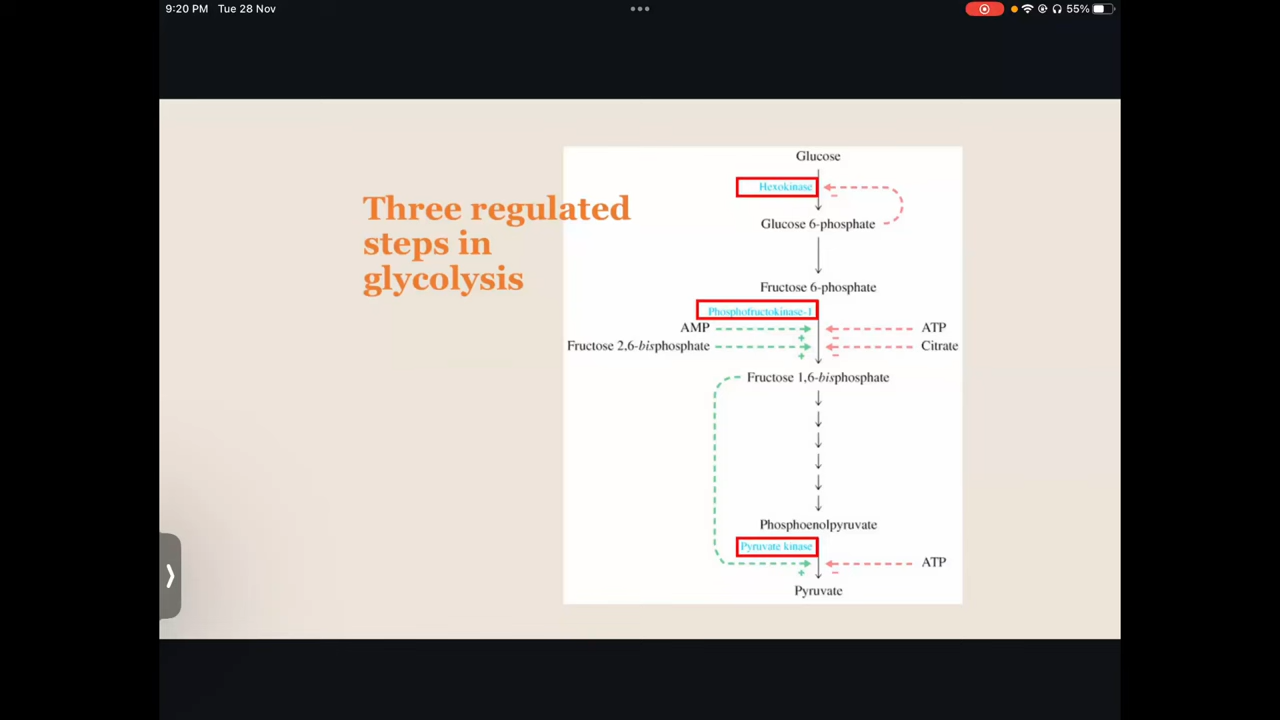 9:20 PM Tue 28 Nov
55%
Three regulated
steps in
glycolysis
Glucose
Hexokinase
−
Glucose 6-phosphate
Fructose 6-phosphate
Phosphofructokinase-1
AMP
ATP
+
−
Fructose 2,6-bisphosphate
Citrate
+
−
Fructose 1,6-bisphosphate
Phosphoenolpyruvate
Pyruvate kinase
ATP
+
−
Pyruvate